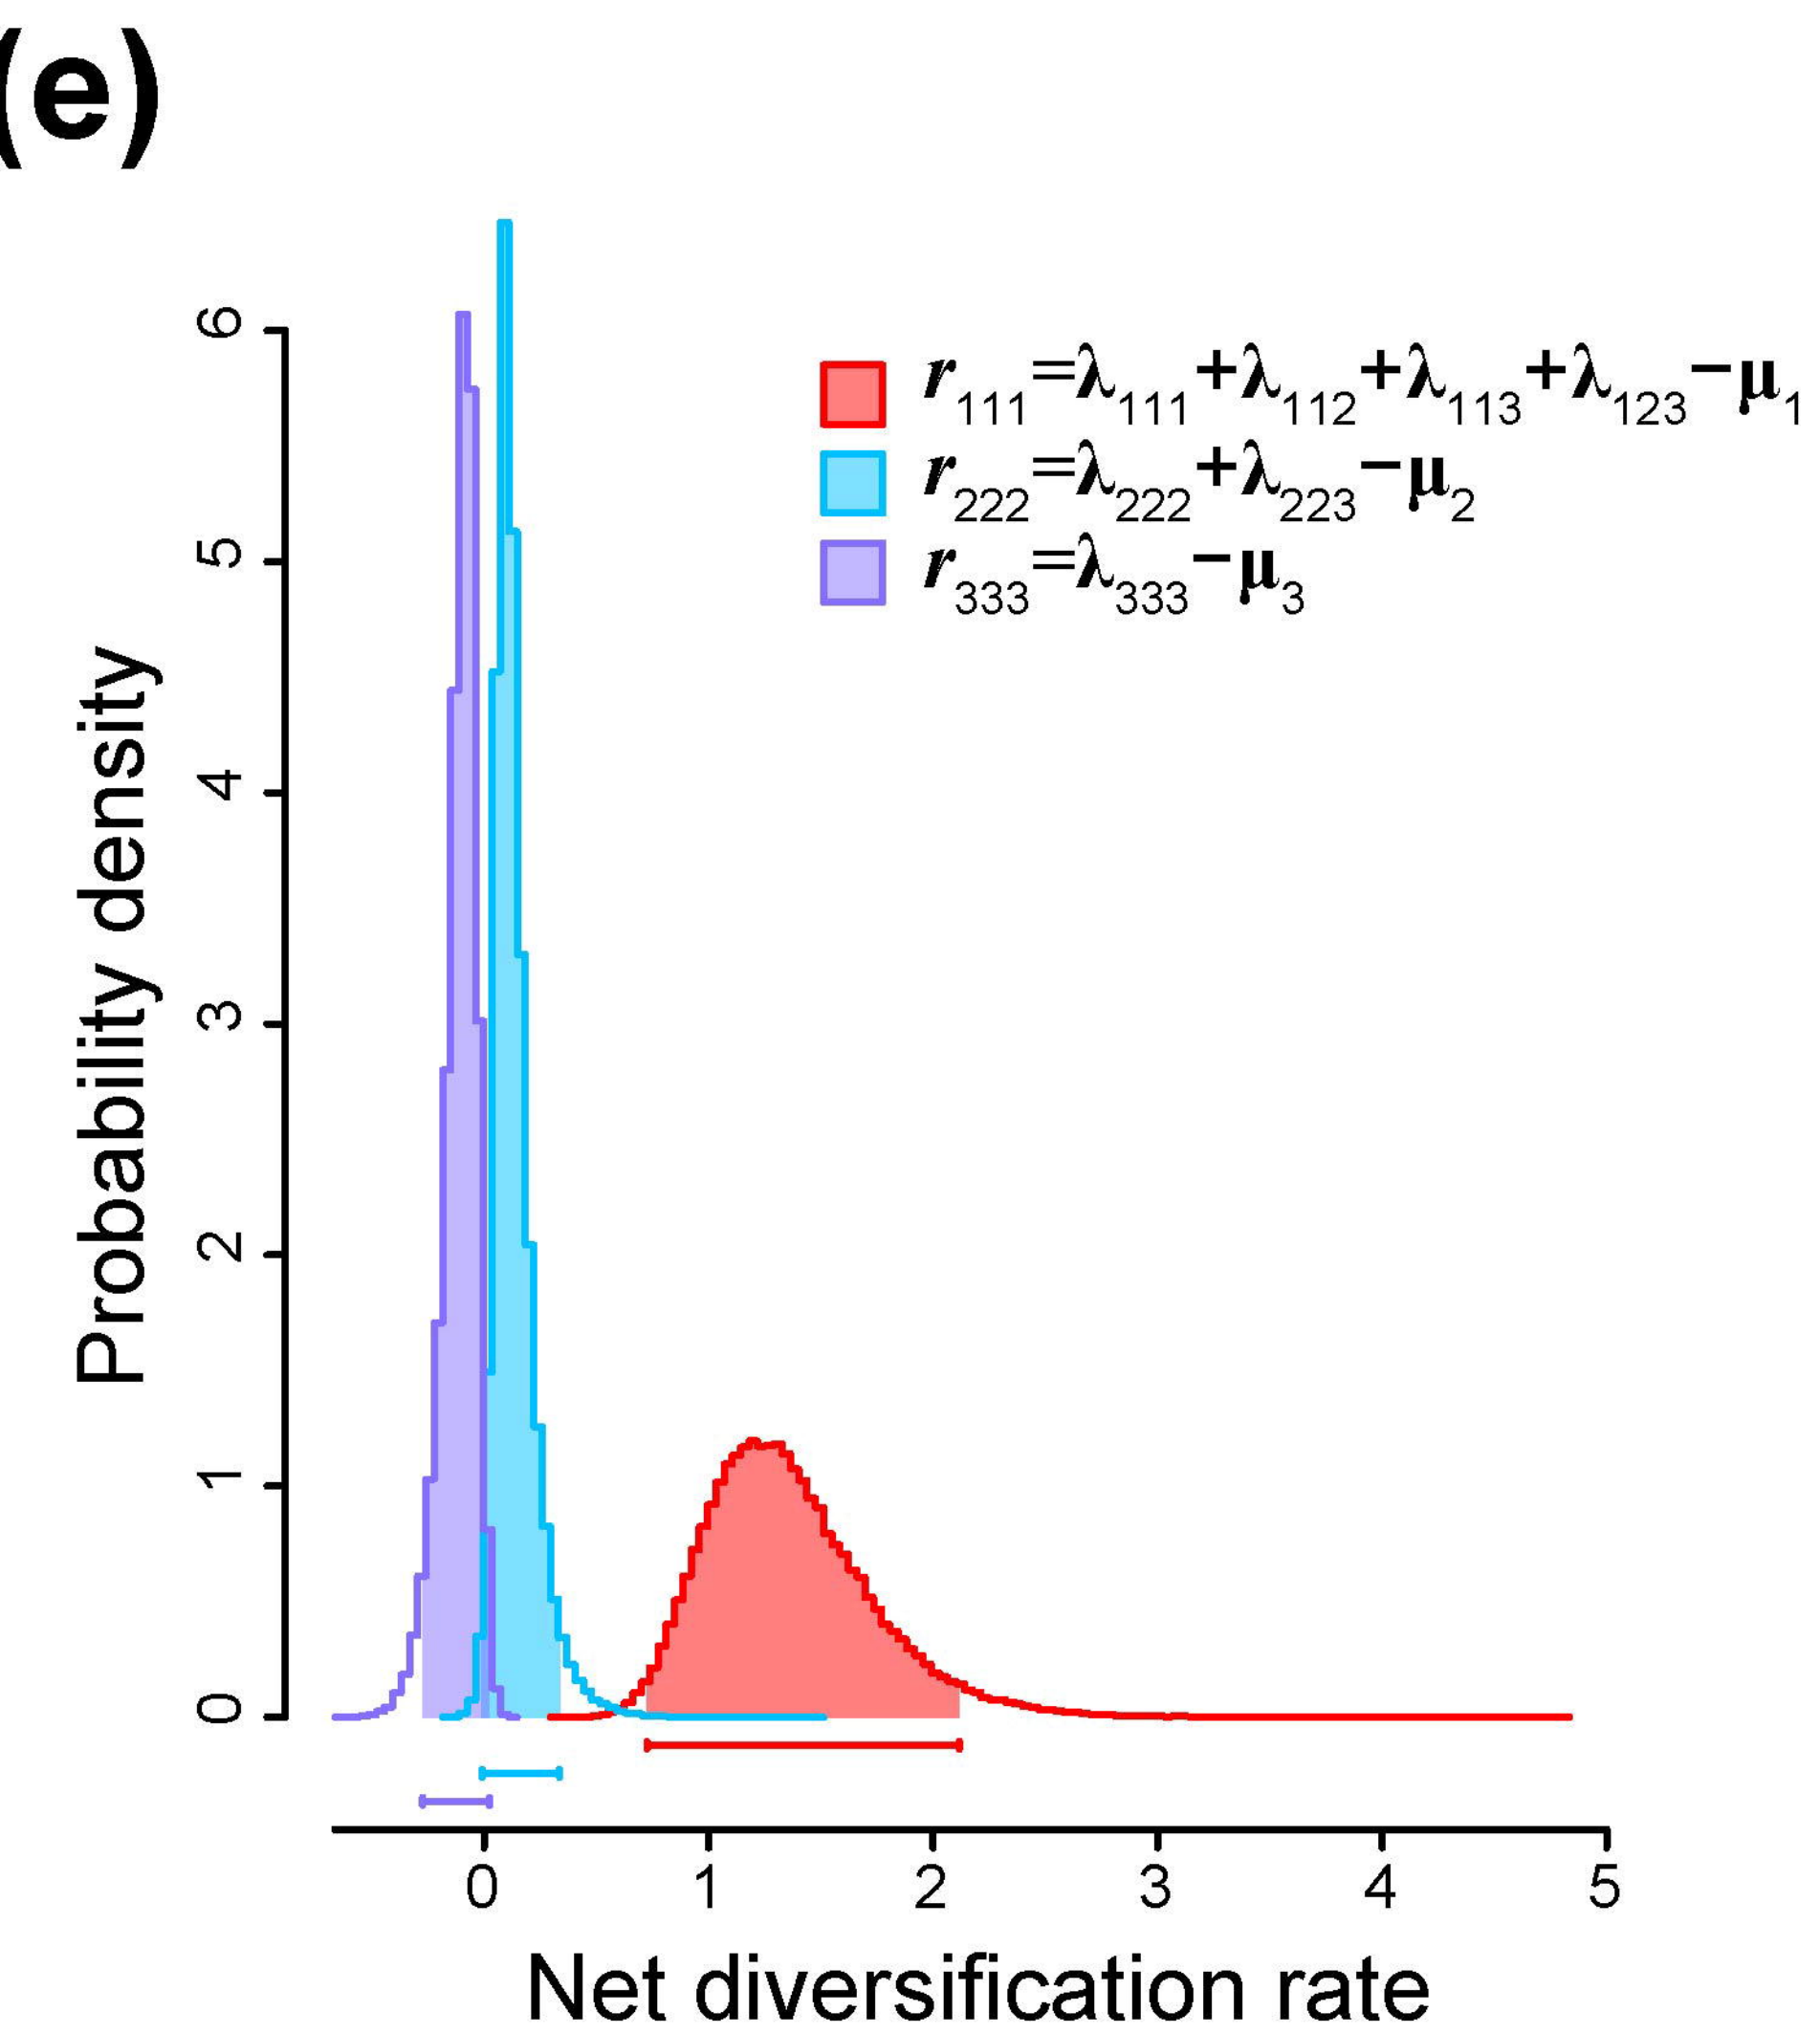 (e)
r111=λ111+λ112+λ113+λ123−μ1
r222=λ222+λ223−μ2
r333=λ333−μ3
Probability density
6
5
4
3
2
1
0
0 1 2 3 4 5
Net diversification rate